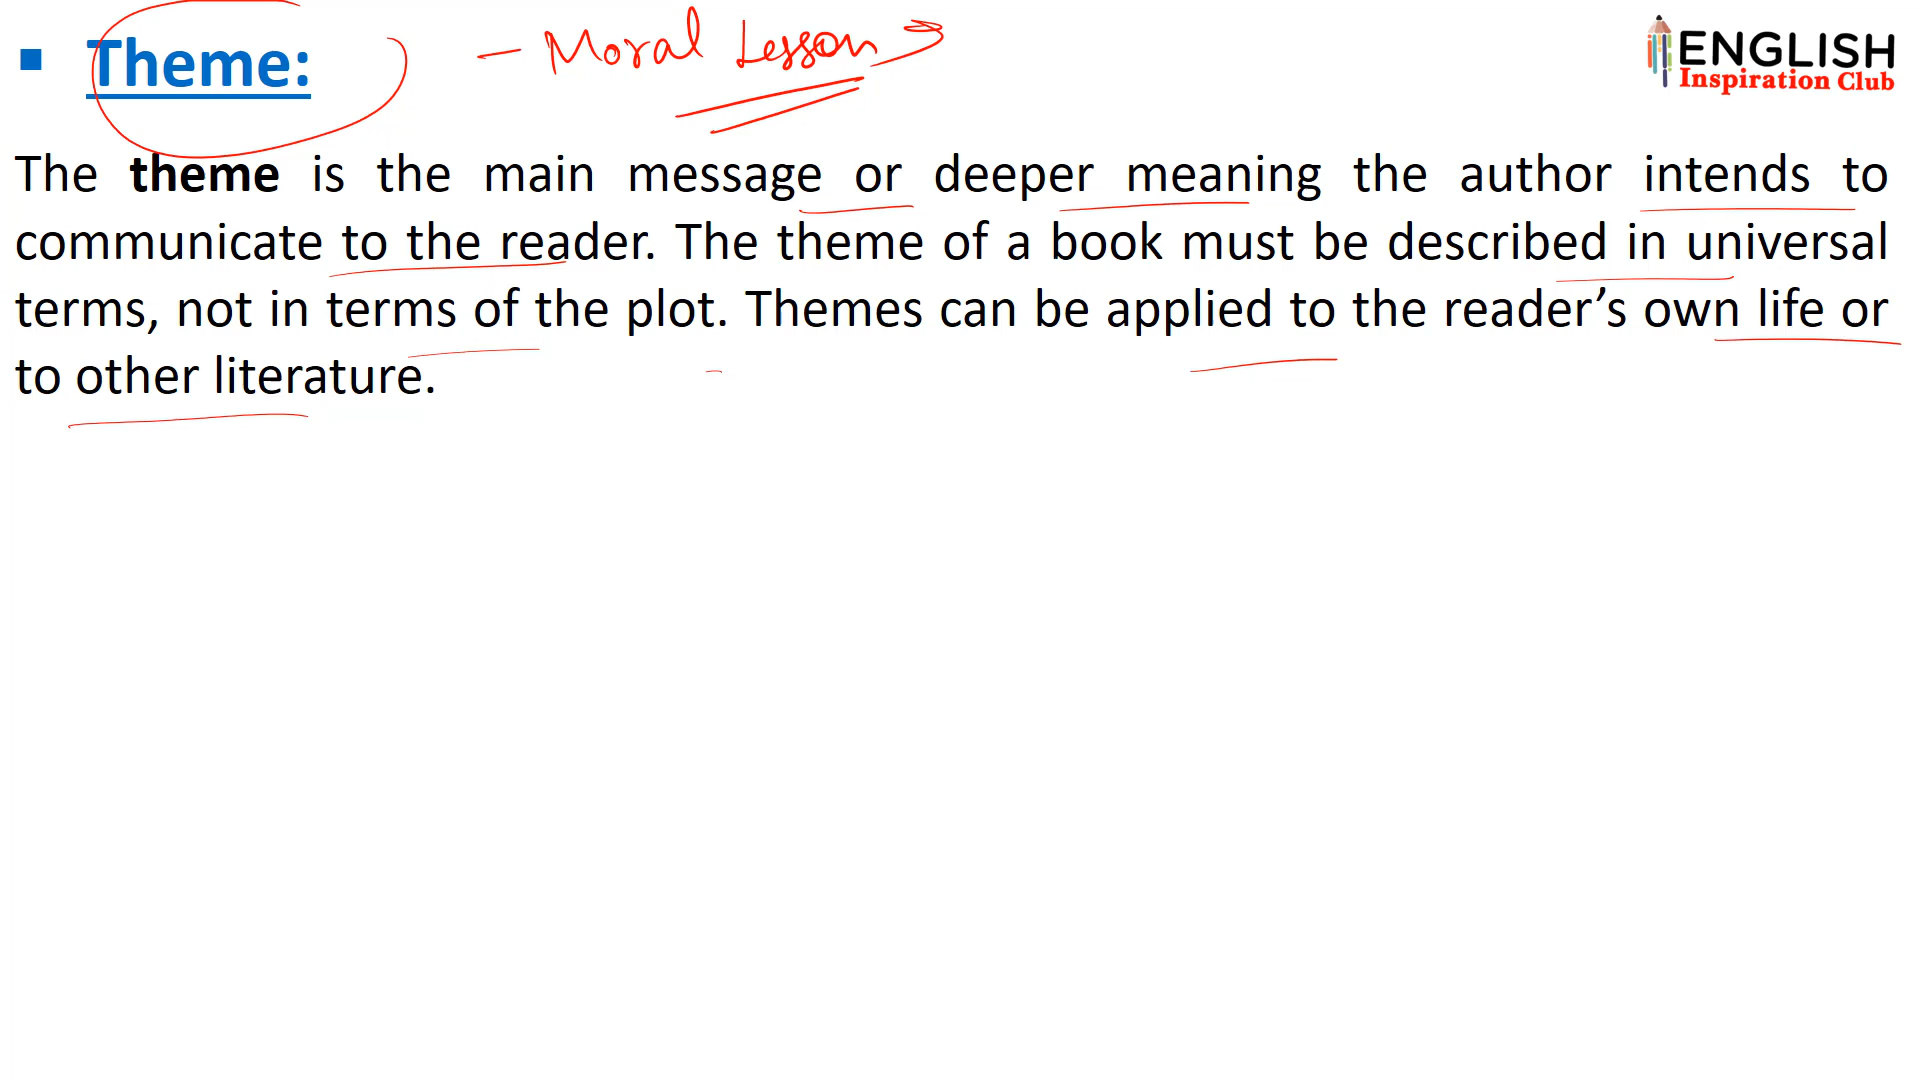 ▪ Theme: – Moral Lesson →
ENGLISH
Inspiration Club
The theme is the main message or deeper meaning the author intends to
communicate to the reader. The theme of a book must be described in universal
terms, not in terms of the plot. Themes can be applied to the reader’s own life or
to other literature.